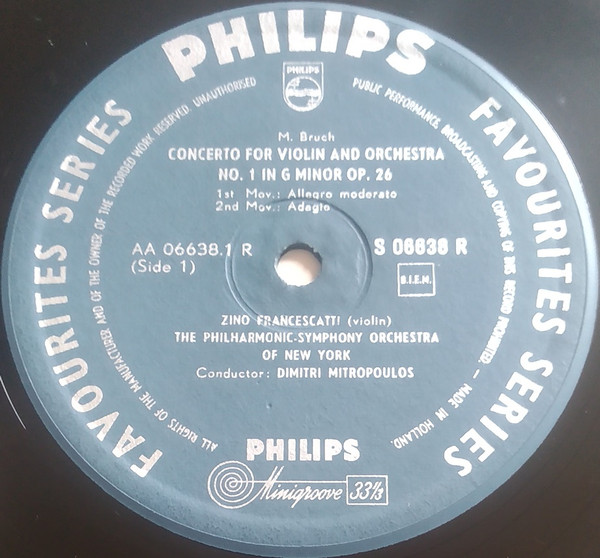 PHILIPS
FAVOURITES SERIES
FAVOURITES SERIES
ALL RIGHTS OF THE MANUFACTURER AND OF THE OWNER OF THE RECORDED WORK RESERVED. UNAUTHORISED
PUBLIC PERFORMANCE, BROADCASTING AND COPYING OF THIS RECORD PROHIBITED — MADE IN HOLLAND.
PHILIPS
M. Bruch
CONCERTO FOR VIOLIN AND ORCHESTRA
NO. 1 IN G MINOR OP. 26
1st Mov.: Allegro moderato
2nd Mov.: Adagio
AA 06638.1 R
(Side 1)
S 06638 R
B.I.E.M.
ZINO FRANCESCATTI (violin)
THE PHILHARMONIC-SYMPHONY ORCHESTRA
OF NEW YORK
Conductor: DIMITRI MITROPOULOS
PHILIPS
Minigroove 33⅓